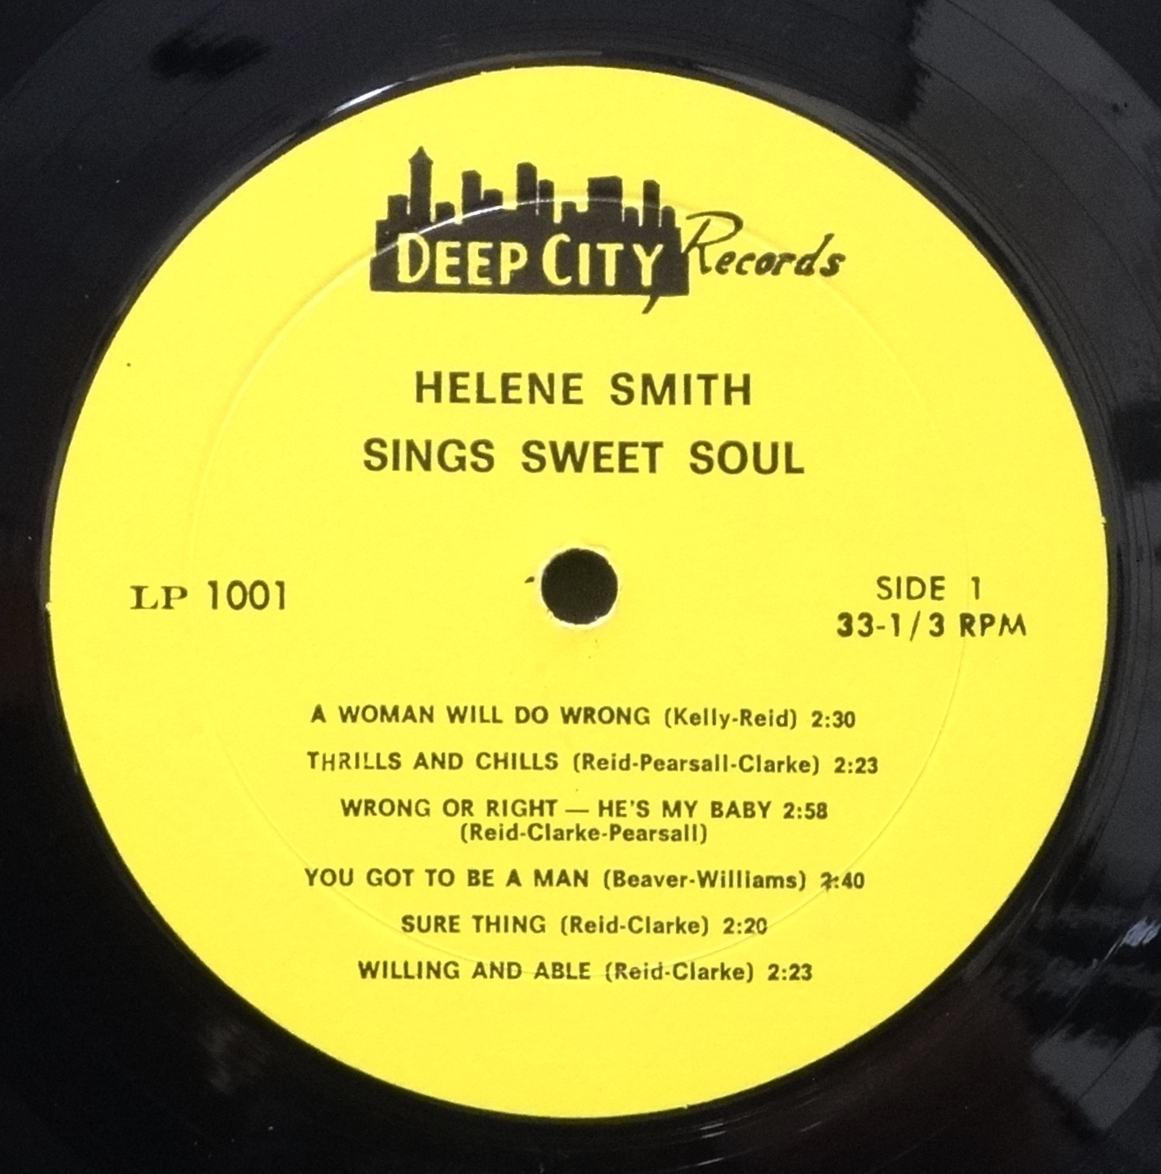 DEEP CITY Records
HELENE SMITH
SINGS SWEET SOUL
LP 1001
SIDE 1
33-1/3 RPM
A WOMAN WILL DO WRONG (Kelly-Reid) 2:30
THRILLS AND CHILLS (Reid-Pearsall-Clarke) 2:23
WRONG OR RIGHT — HE'S MY BABY 2:58
(Reid-Clarke-Pearsall)
YOU GOT TO BE A MAN (Beaver-Williams) 2:40
SURE THING (Reid-Clarke) 2:20
WILLING AND ABLE (Reid-Clarke) 2:23